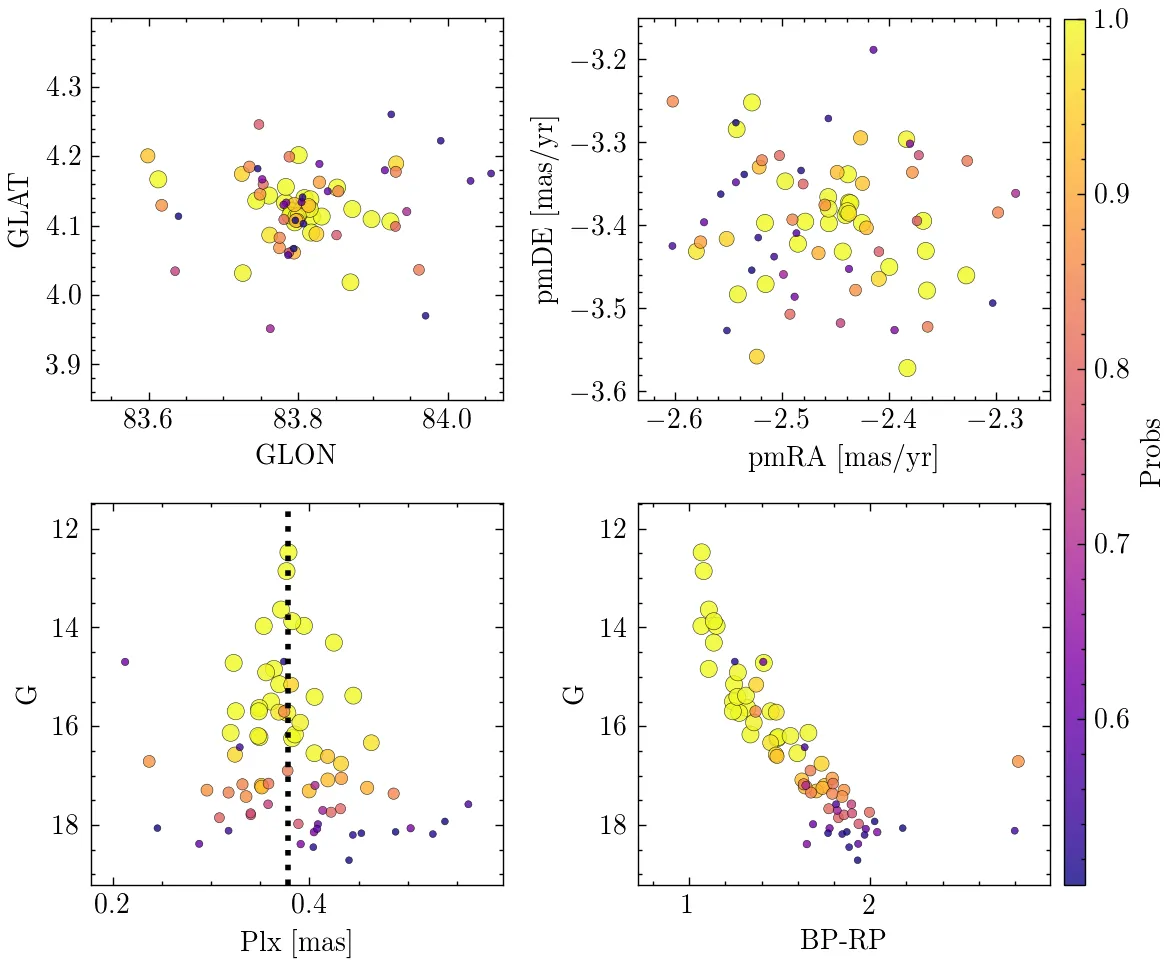 4.3
4.2
4.1
4.0
3.9
GLAT
83.6 83.8 84.0
GLON
−3.2
−3.3
−3.4
−3.5
−3.6
pmDE [mas/yr]
−2.6 −2.5 −2.4 −2.3
pmRA [mas/yr]
1.0
0.9
0.8
0.7
0.6
Probs
12
14
16
18
G
0.2 0.4
Plx [mas]
12
14
16
18
G
1 2
BP-RP